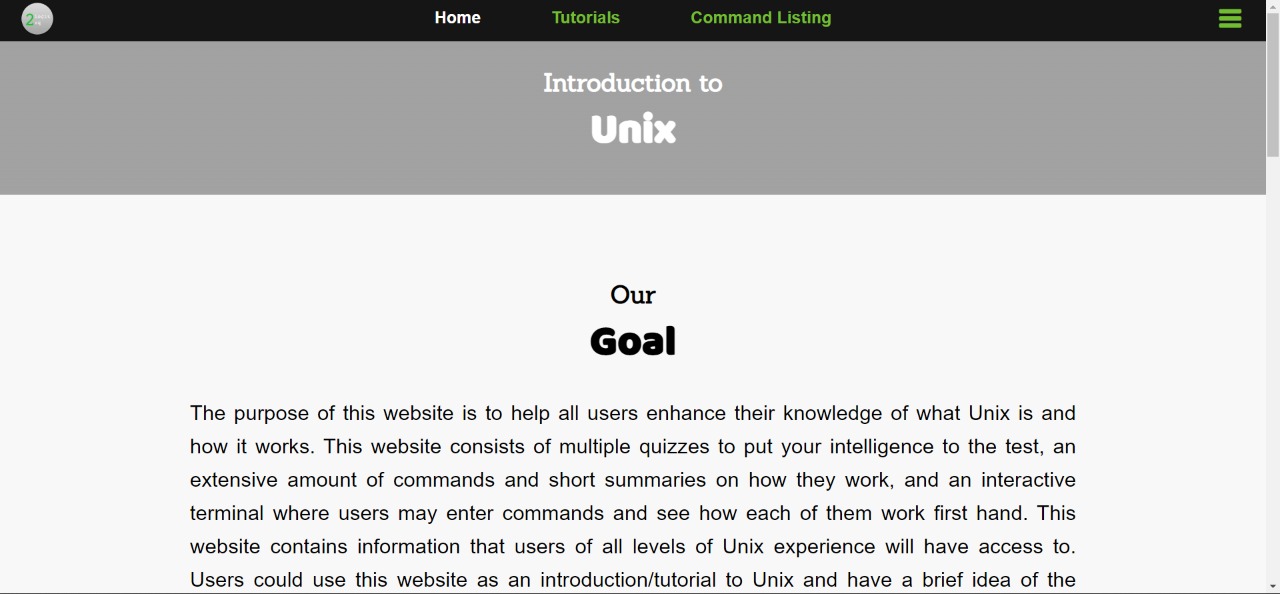 2
Home
Tutorials
Command Listing
Introduction to
Unix
Our
Goal
The purpose of this website is to help all users enhance their knowledge of what Unix is and
how it works. This website consists of multiple quizzes to put your intelligence to the test, an
extensive amount of commands and short summaries on how they work, and an interactive
terminal where users may enter commands and see how each of them work first hand. This
website contains information that users of all levels of Unix experience will have access to.
Users could use this website as an introduction/tutorial to Unix and have a brief idea of the